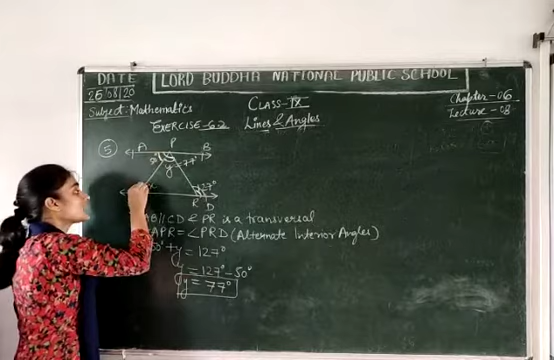 DATE
26/08/20
LORD BUDDHA NATIONAL PUBLIC SCHOOL
Subject: Mathematics
CLASS-IX
Chapter-06
Lecture-08
EXERCISE-6.2
Lines & Angles
5
A P B
y=77°
127°
R D
AB||CD & PR is a transversal
APR = ∠PRD (Alternate Interior Angles)
50° + y = 127°
y = 127° - 50°
y = 77°